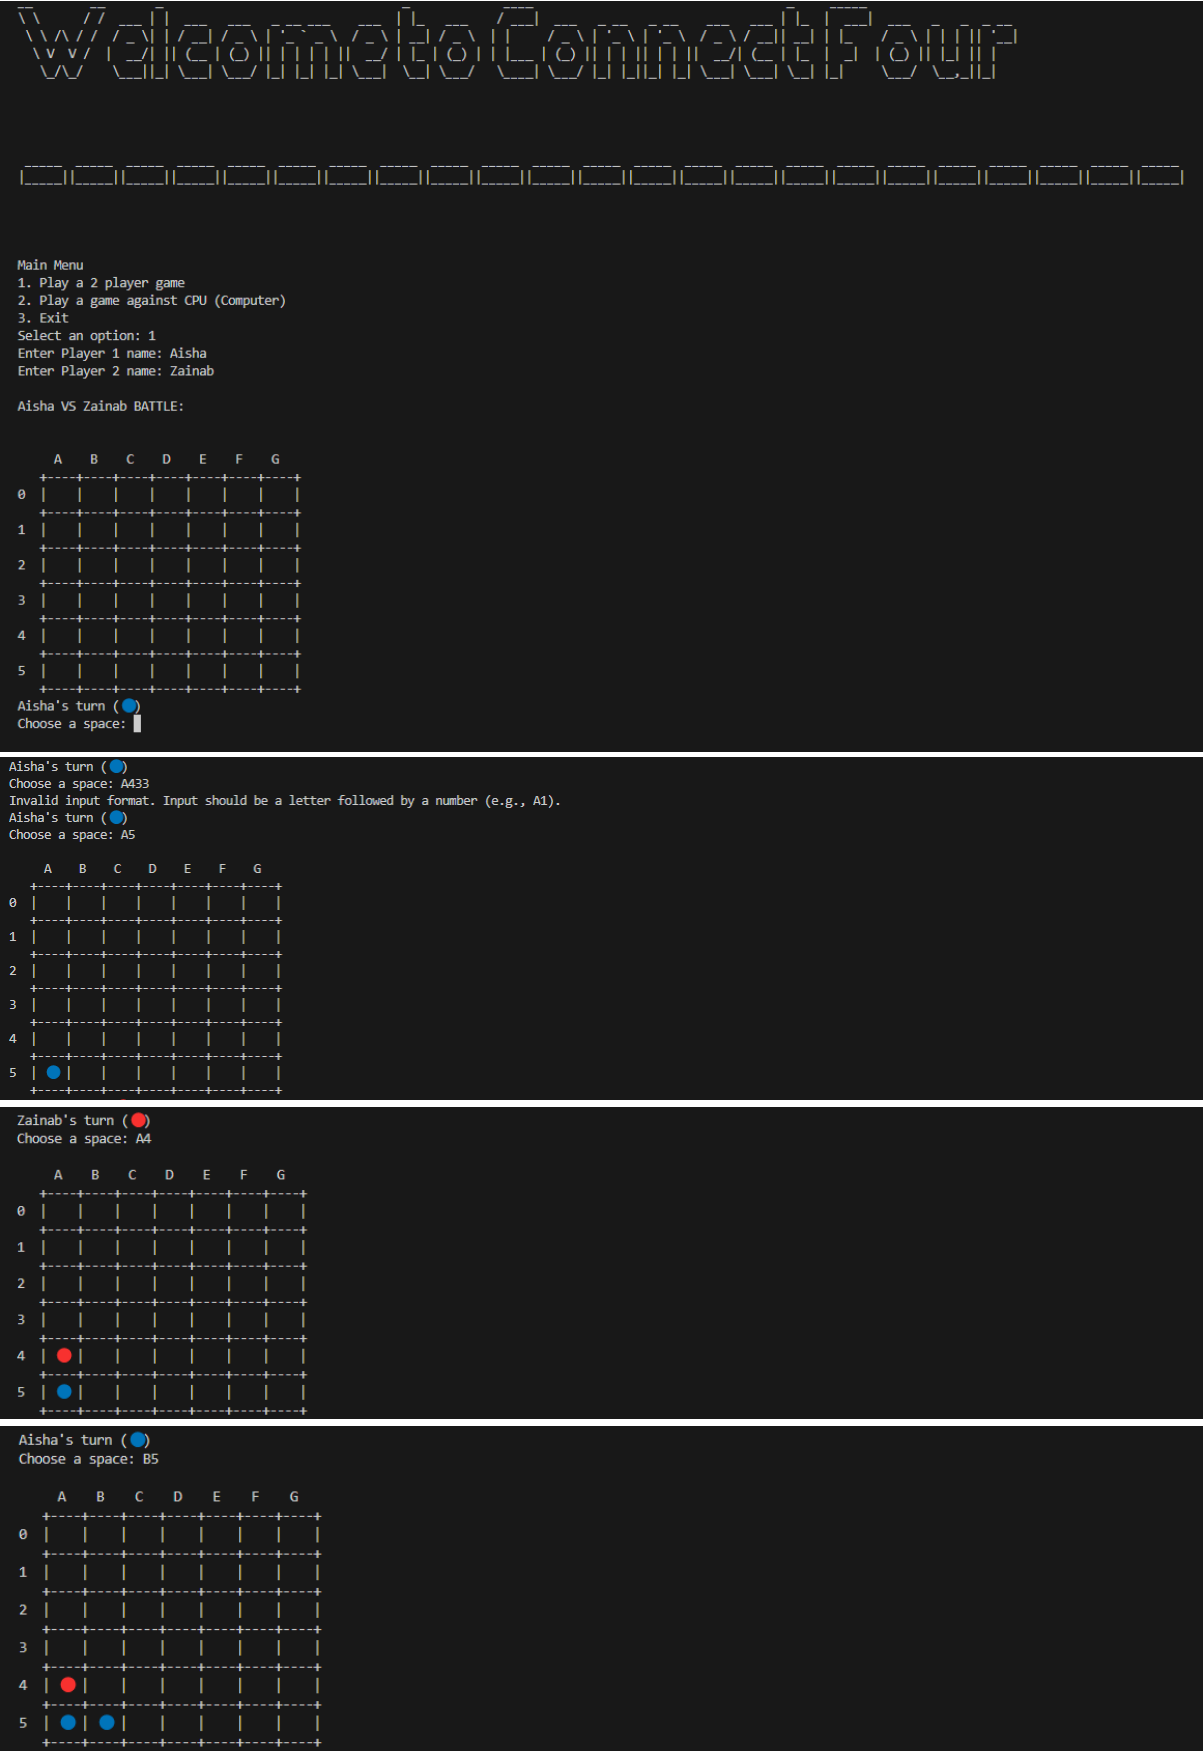 Welcome to Connect Four
Main Menu
1. Play a 2 player game
2. Play a game against CPU (Computer)
3. Exit
Select an option: 1
Enter Player 1 name: Aisha
Enter Player 2 name: Zainab
Aisha VS Zainab BATTLE:
A B C D E F G
0
1
2
3
4
5
Aisha's turn (🔵)
Choose a space:
Aisha's turn (🔵)
Choose a space: A433
Invalid input format. Input should be a letter followed by a number (e.g., A1).
Aisha's turn (🔵)
Choose a space: A5
A B C D E F G
0
1
2
3
4
5 🔵
Zainab's turn (🔴)
Choose a space: A4
A B C D E F G
0
1
2
3
4 🔴
5 🔵
Aisha's turn (🔵)
Choose a space: B5
A B C D E F G
0
1
2
3
4 🔴
5 🔵 🔵